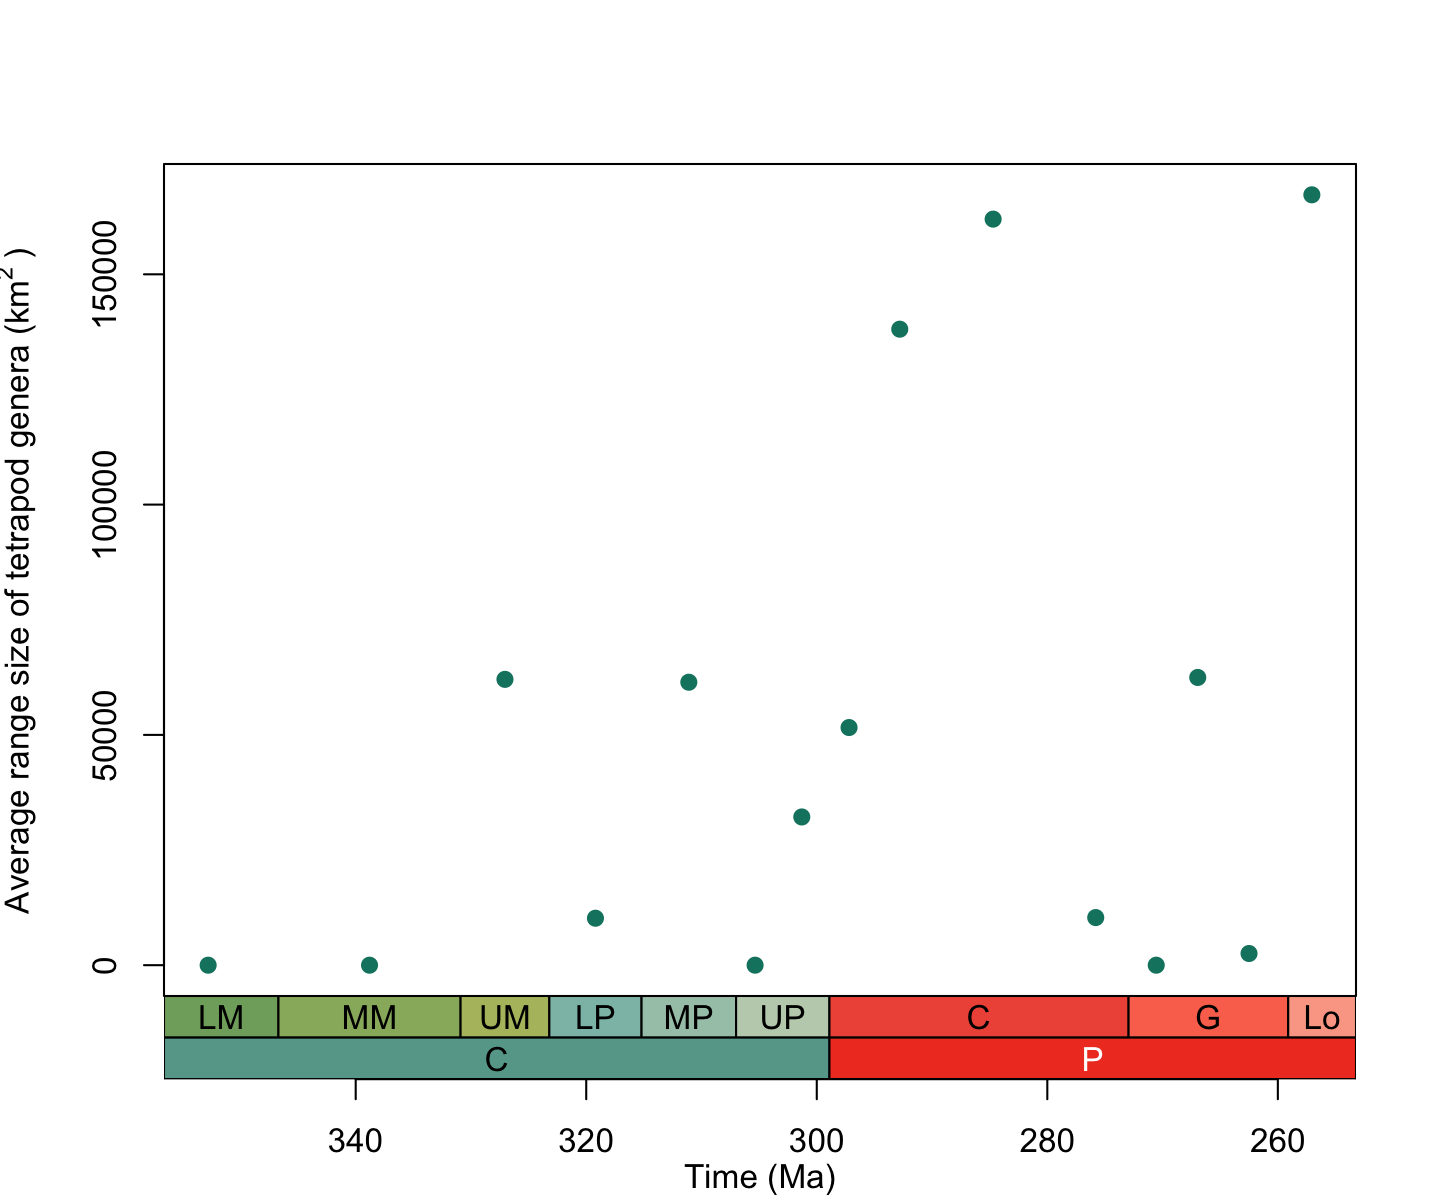 Average range size of tetrapod genera (km²)
150000
100000
50000
0
LM MM UM LP MP UP C G Lo
C P
340 320 300 280 260
Time (Ma)